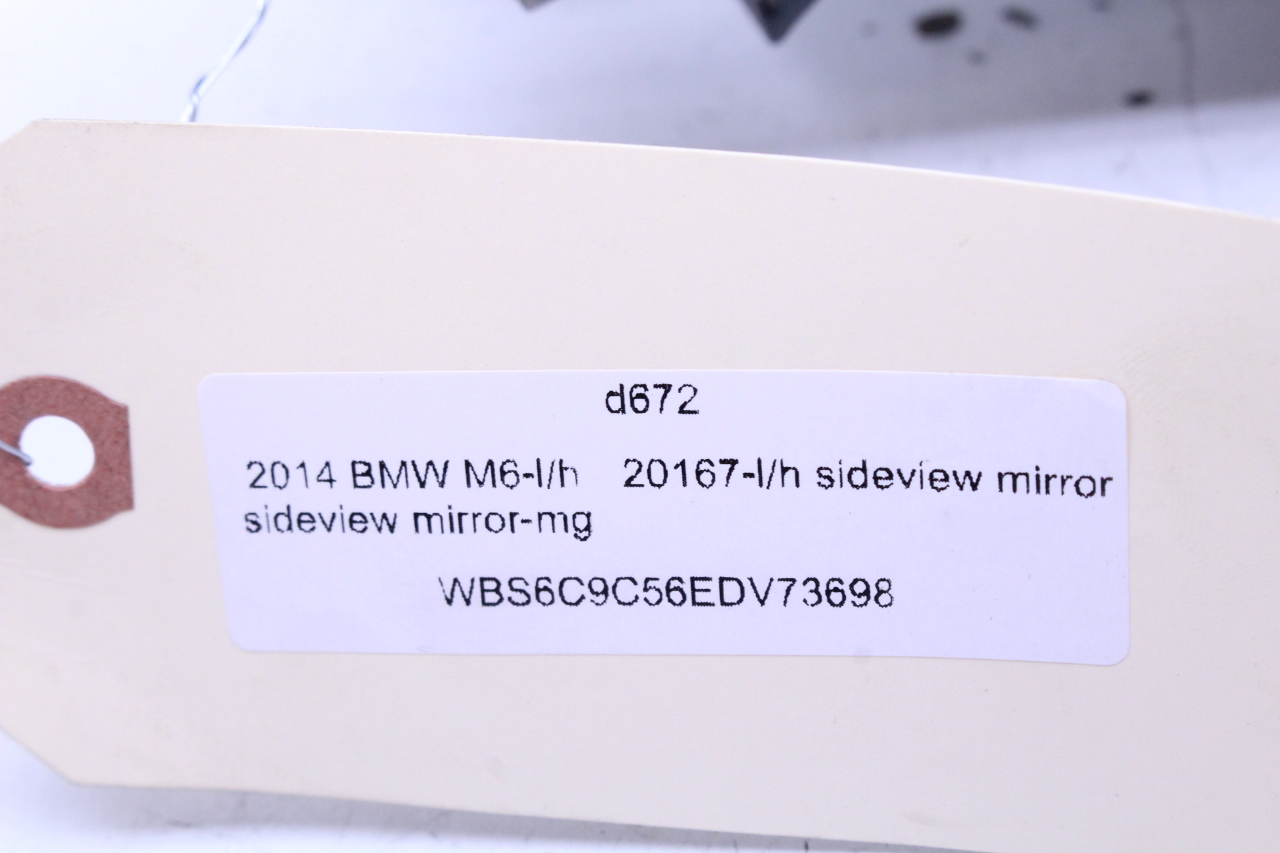 d672
2014 BMW M6-l/h 20167-l/h sideview mirror
sideview mirror-mg
WBS6C9C56EDV73698